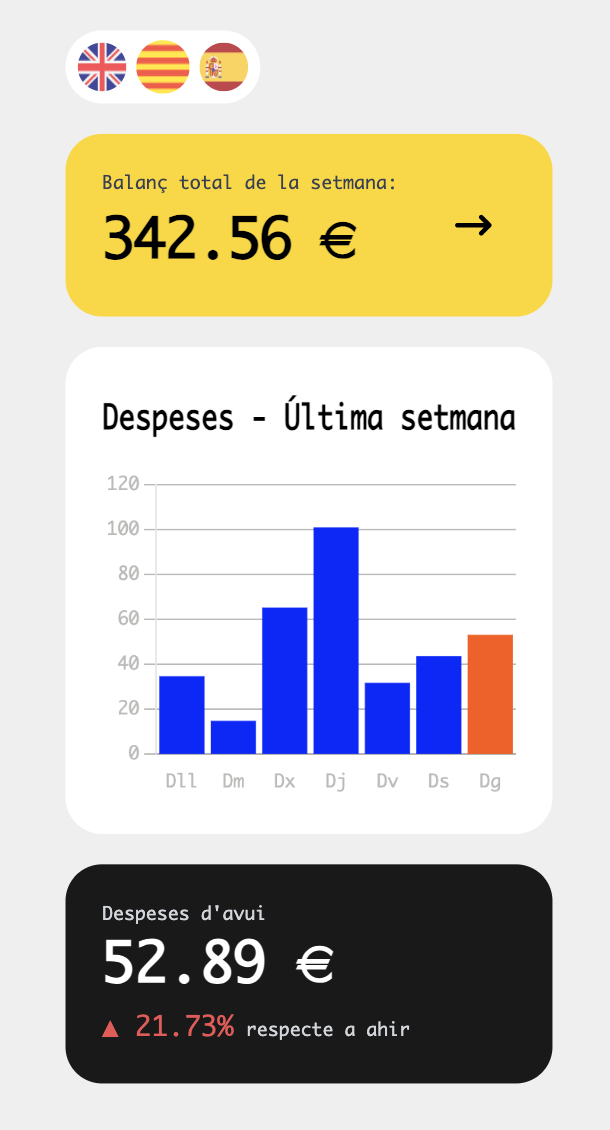 Balanç total de la setmana:
342.56 €
→
Despeses - Última setmana
120
100
80
60
40
20
0
Dll Dm Dx Dj Dv Ds Dg
Despeses d'avui
52.89 €
▲ 21.73% respecte a ahir